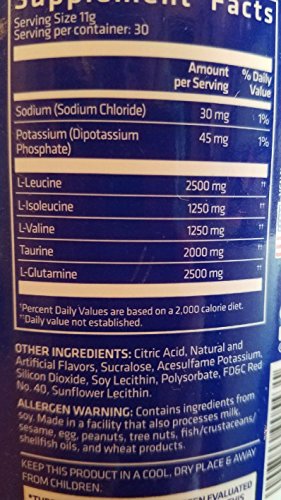 Supplement Facts
Serving Size 11g
Serving per container: 30
Amount per Serving % Daily Value
Sodium (Sodium Chloride) 30 mg 1%
Potassium (Dipotassium Phosphate) 45 mg 1%
L-Leucine 2500 mg ††
L-Isoleucine 1250 mg ††
L-Valine 1250 mg ††
Taurine 2000 mg ††
L-Glutamine 2500 mg ††
†Percent Daily Values are based on a 2,000 calorie diet.
††Daily value not established.
OTHER INGREDIENTS: Citric Acid, Natural and
Artificial Flavors, Sucralose, Acesulfame Potassium,
Silicon Dioxide, Soy Lecithin, Polysorbate, FD&C Red
No. 40, Sunflower Lecithin.
ALLERGEN WARNING: Contains ingredients from
soy. Made in a facility that also processes milk,
sesame, egg, peanuts, tree nuts, fish/crustaceans/
shellfish oils, and wheat products.
KEEP THIS PRODUCT IN A COOL, DRY PLACE & AWAY
FROM CHILDREN.
EVALUATED